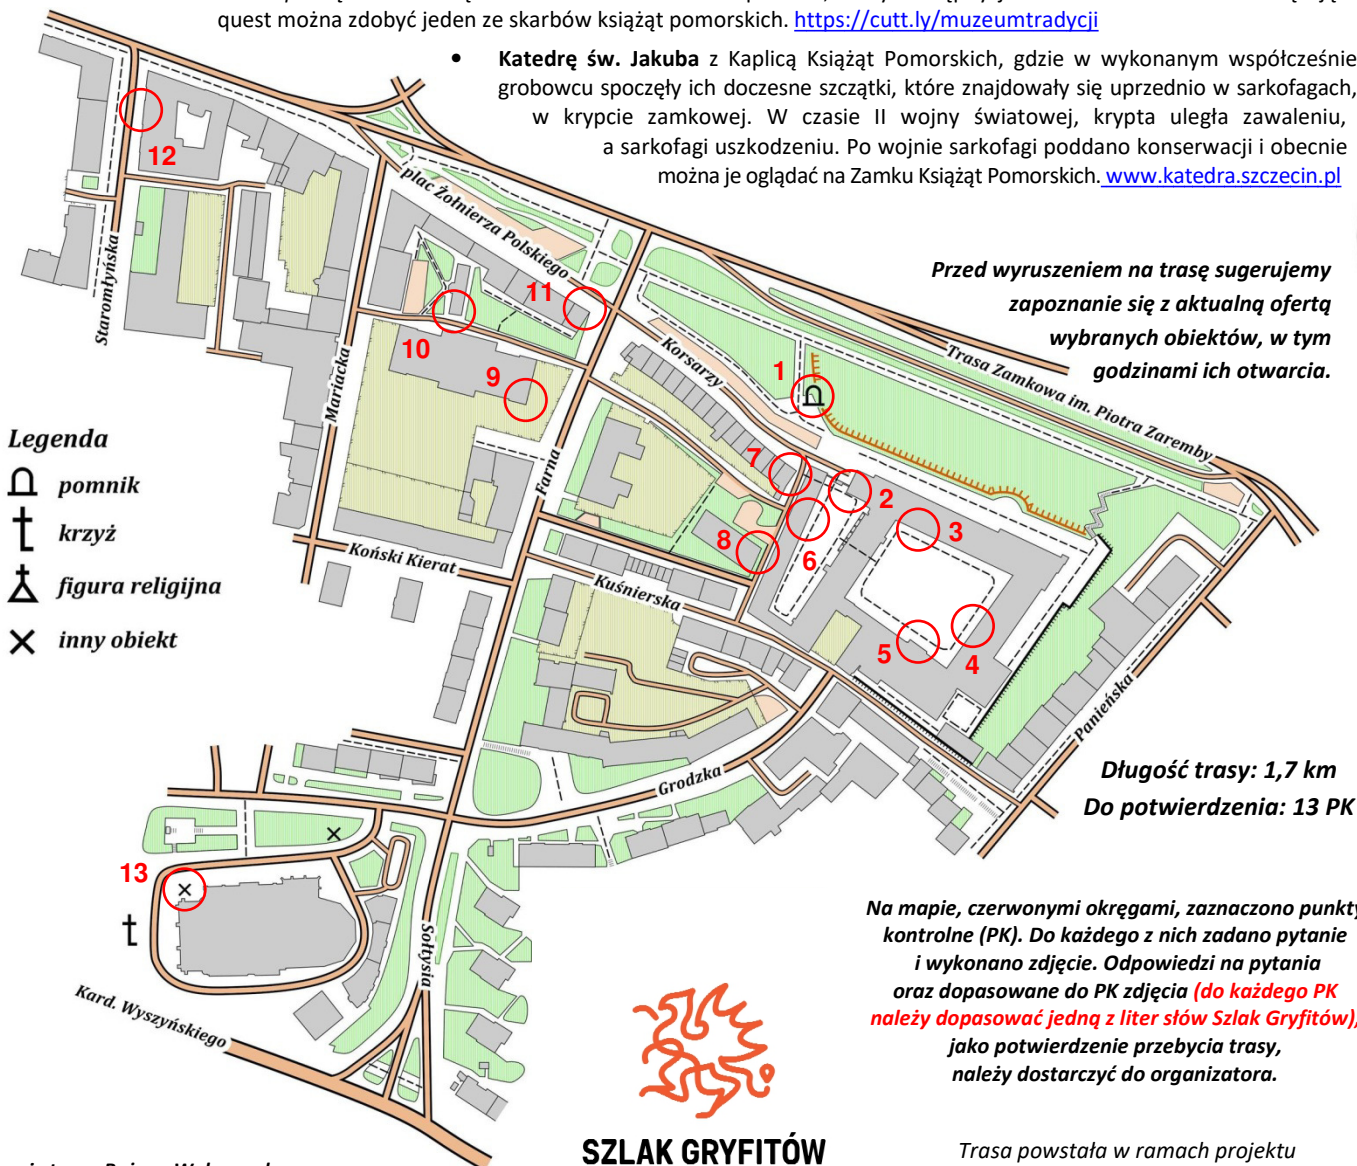 quest można zdobyć jeden ze skarbów książąt pomorskich. https://cutt.ly/muzeumtradycji
• Katedrę św. Jakuba z Kaplicą Książąt Pomorskich, gdzie w wykonanym współcześnie
grobowcu spoczęły ich doczesne szczątki, które znajdowały się uprzednio w sarkofagach,
w krypcie zamkowej. W czasie II wojny światowej, krypta uległa zawaleniu,
a sarkofagi uszkodzeniu. Po wojnie sarkofagi poddano konserwacji i obecnie
można je oglądać na Zamku Książąt Pomorskich. www.katedra.szczecin.pl
12
plac Żołnierza Polskiego
Przed wyruszeniem na trasę sugerujemy
zapoznanie się z aktualną ofertą
wybranych obiektów, w tym
godzinami ich otwarcia.
Staromłyńska
11
10
Mariacka
9
Korsarzy
1
Trasa Zamkowa im. Piotra Zaremby
Legenda
pomnik
krzyż
figura religijna
inny obiekt
Farna
7
2
3
8
6
Koński Kierat
Kuśnierska
5
4
Panieńska
Grodzka
Długość trasy: 1,7 km
Do potwierdzenia: 13 PK
13
Sołtysia
Kard. Wyszyńskiego
Na mapie, czerwonymi okręgami, zaznaczono punkty
kontrolne (PK). Do każdego z nich zadano pytanie
i wykonano zdjęcie. Odpowiedzi na pytania
oraz dopasowane do PK zdjęcia (do każdego PK
należy dopasować jedną z liter słów Szlak Gryfitów),
jako potwierdzenie przebycia trasy,
należy dostarczyć do organizatora.
SZLAK GRYFITÓW
Trasa powstała w ramach projektu